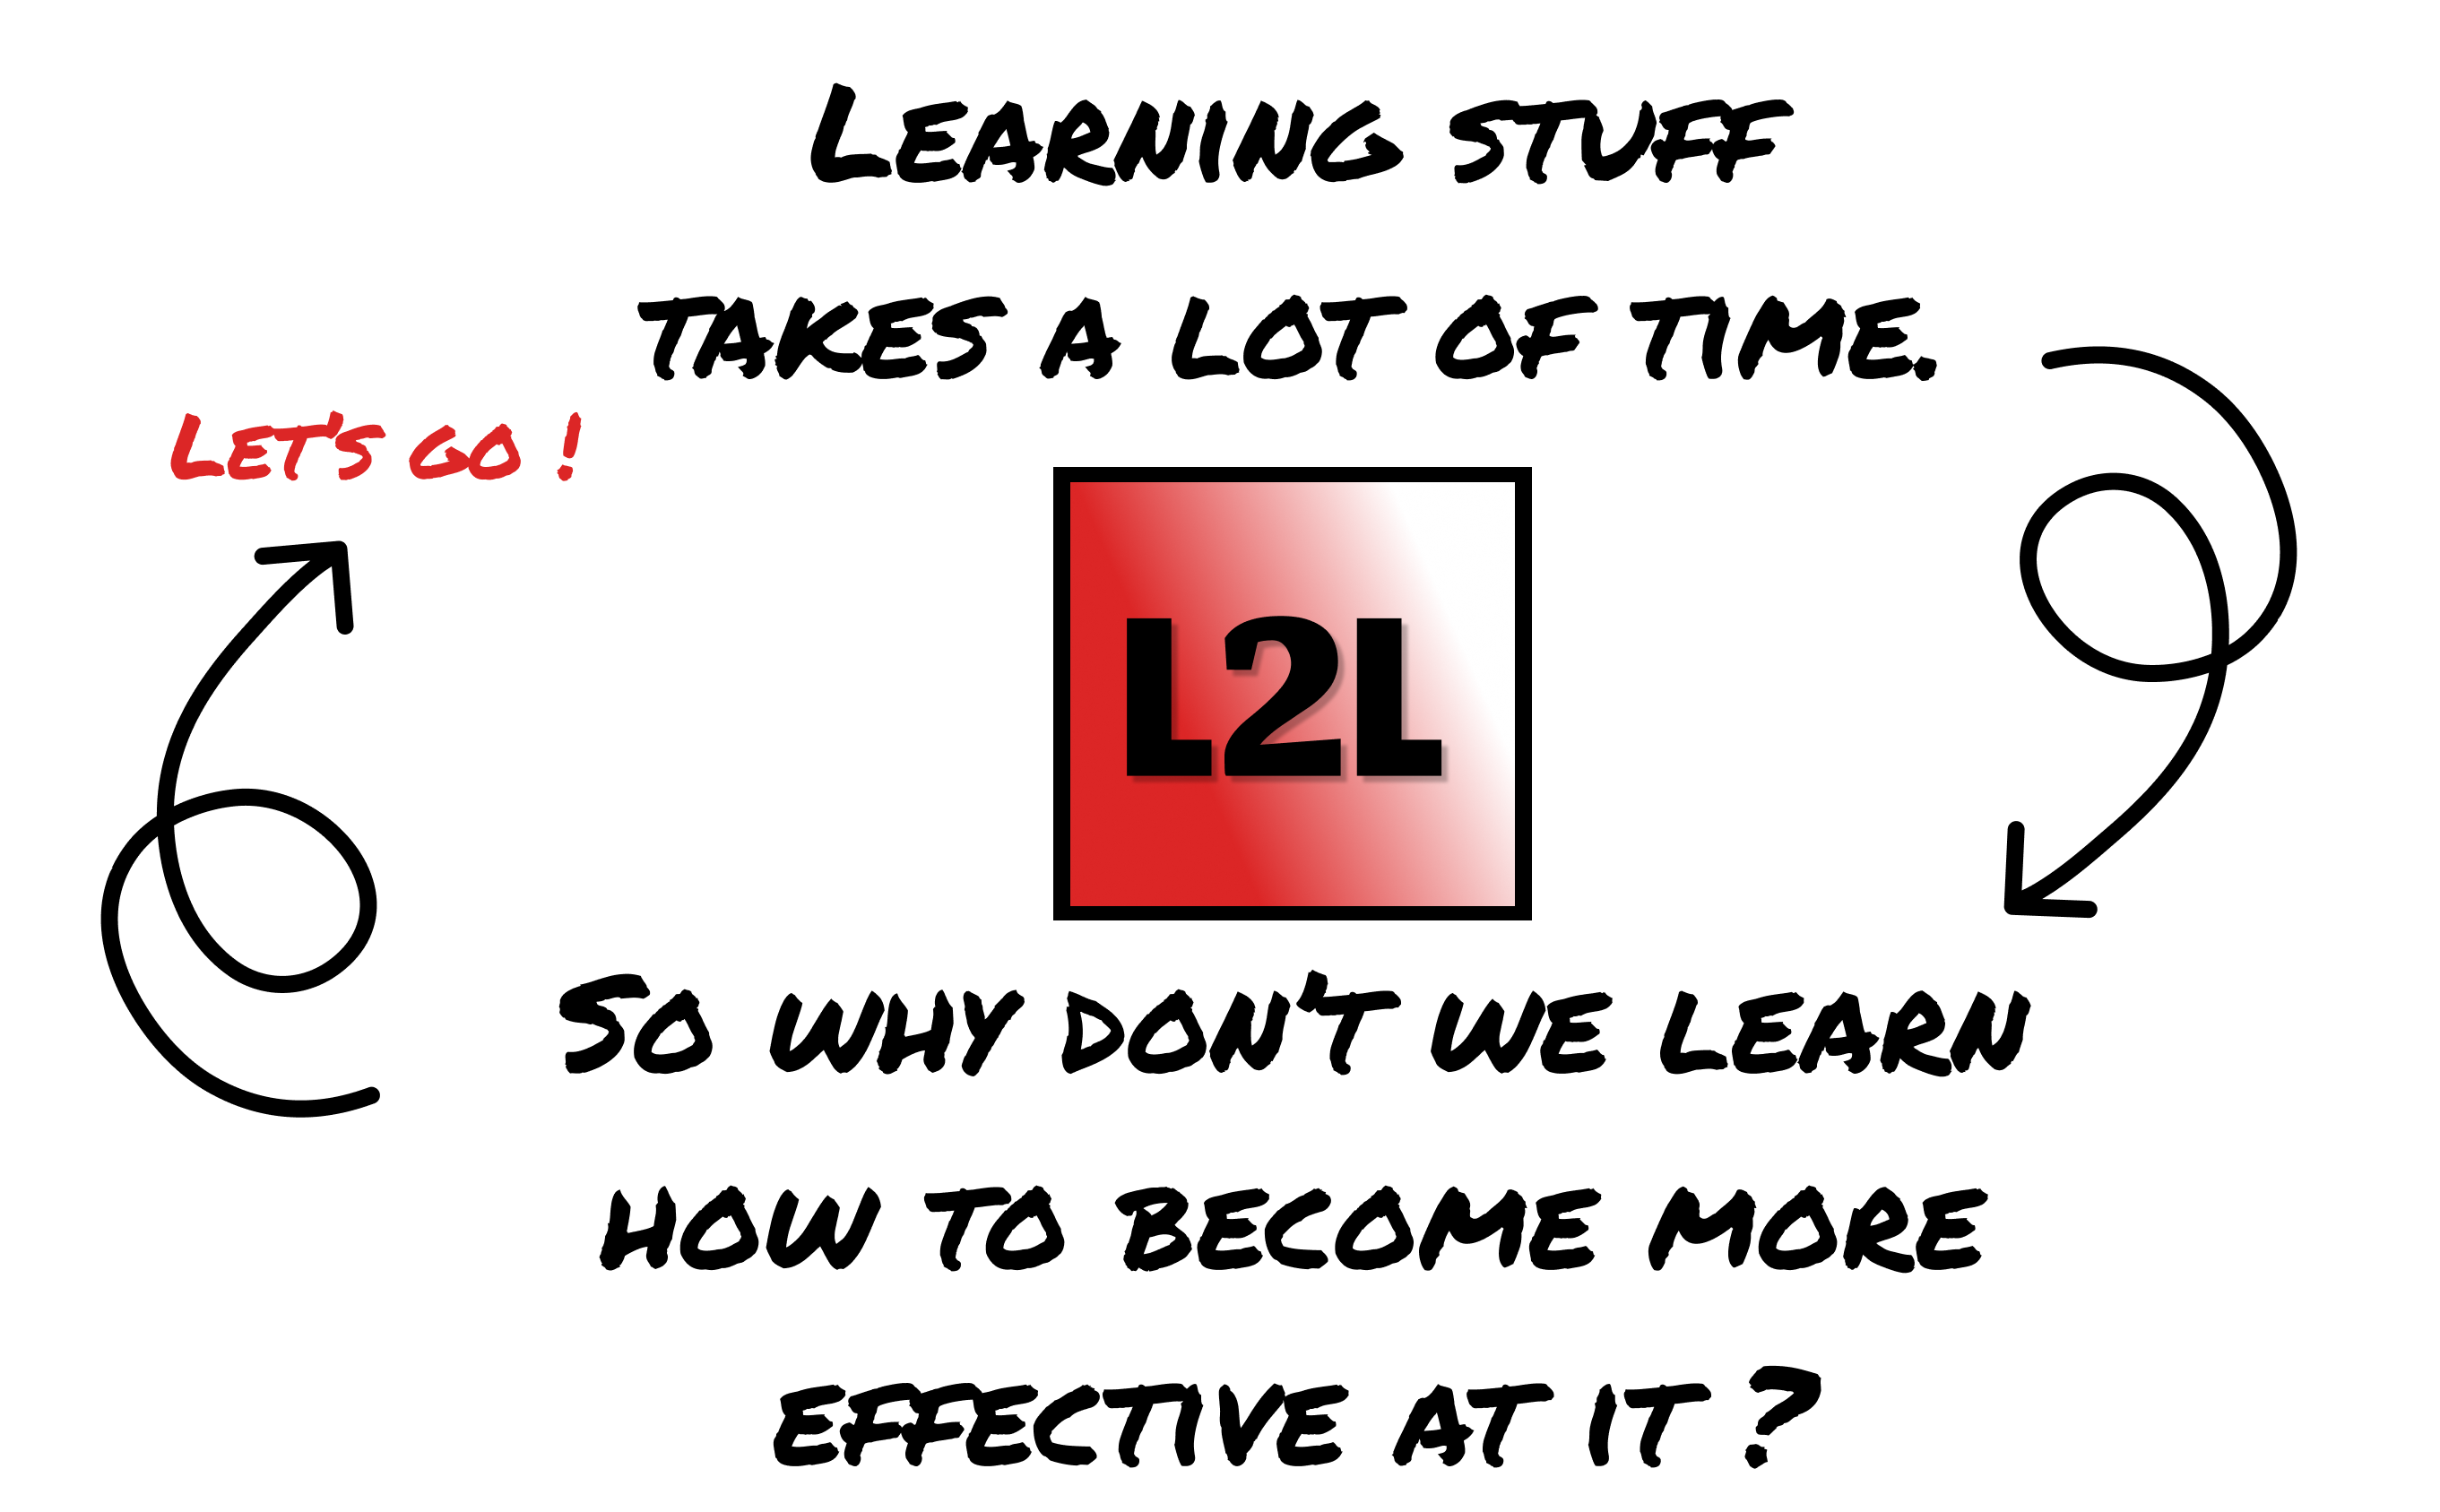 Learning stuff
takes a lot of time.
Let's go !
L2L
So why don't we learn
how to become more
effective at it ?